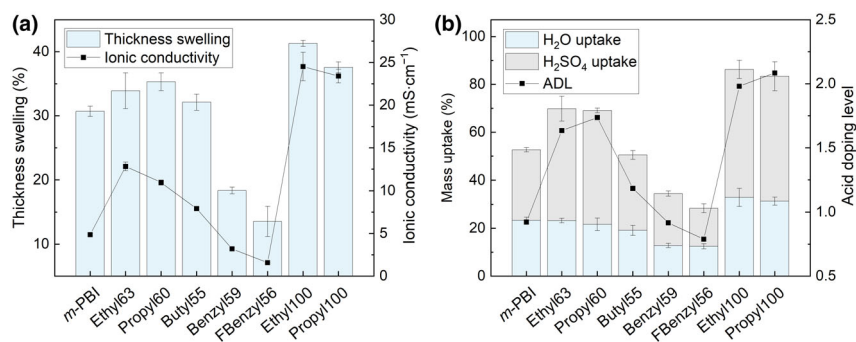 (a)
Thickness swelling
Ionic conductivity
Thickness swelling (%)
40
30
20
10
Ionic conductivity (mS·cm⁻¹)
30
25
20
15
10
5
0
m-PBI
Ethyl63
Propyl60
Butyl55
Benzyl59
FBenzyl56
Ethyl100
Propyl100
(b)
H₂O uptake
H₂SO₄ uptake
ADL
Mass uptake (%)
100
80
60
40
20
0
Acid doping level
2.5
2.0
1.5
1.0
0.5
m-PBI
Ethyl63
Propyl60
Butyl55
Benzyl59
FBenzyl56
Ethyl100
Propyl100